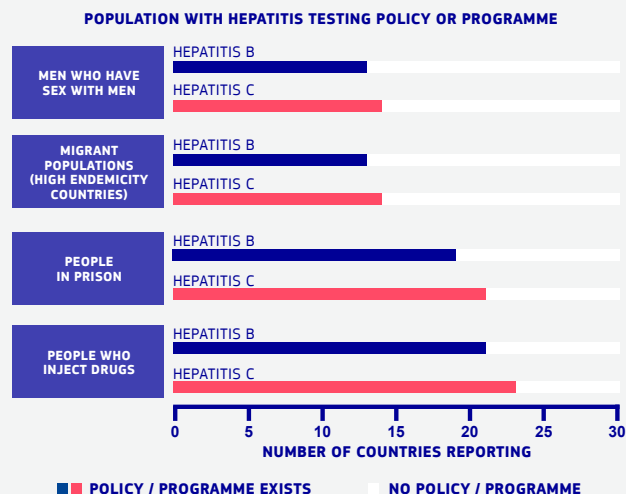 POPULATION WITH HEPATITIS TESTING POLICY OR PROGRAMME
MEN WHO HAVE
SEX WITH MEN
HEPATITIS B
HEPATITIS C
MIGRANT
POPULATIONS
(HIGH ENDEMICITY
COUNTRIES)
HEPATITIS B
HEPATITIS C
PEOPLE
IN PRISON
HEPATITIS B
HEPATITIS C
PEOPLE WHO
INJECT DRUGS
HEPATITIS B
HEPATITIS C
0 5 10 15 20 25 30
NUMBER OF COUNTRIES REPORTING
POLICY / PROGRAMME EXISTS NO POLICY / PROGRAMME